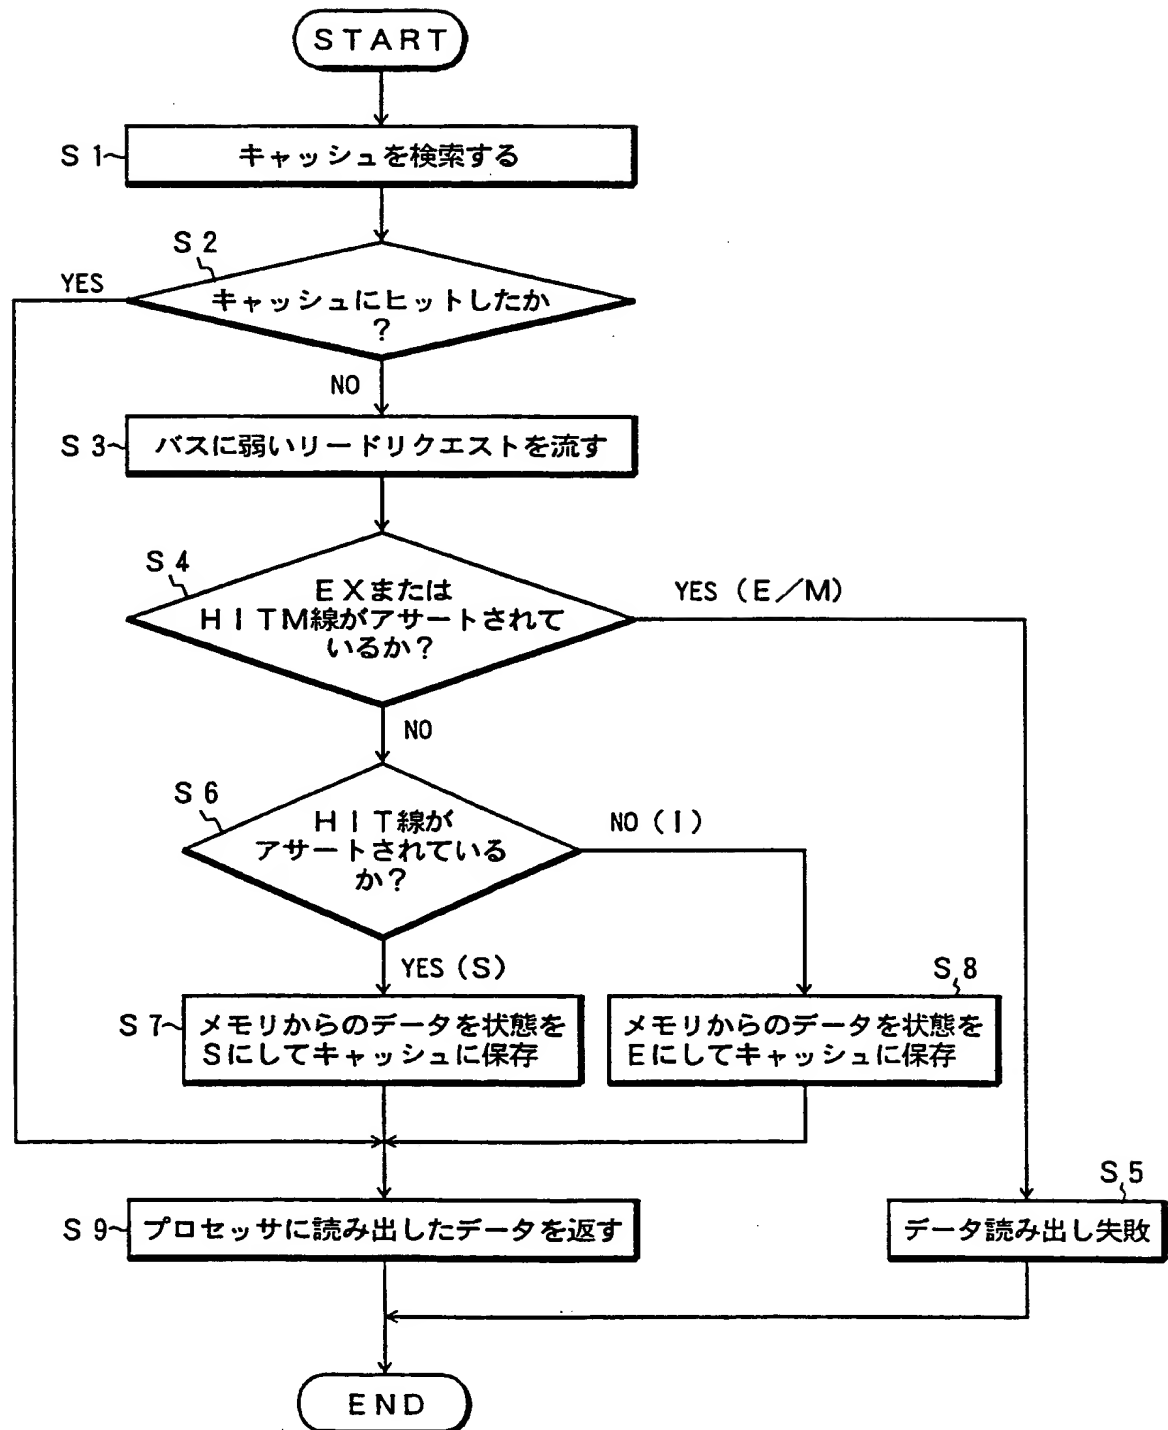 START
S1
キャッシュを検索する
S2
YES
キャッシュにヒットしたか
?
NO
S3
バスに弱いリードリクエストを流す
S4
EXまたは
HITM線がアサートされて
いるか?
YES (E/M)
NO
S6
HIT線が
アサートされている
か?
NO (I)
YES (S)
S7
メモリからのデータを状態を
Sにしてキャッシュに保存
S8
メモリからのデータを状態を
Eにしてキャッシュに保存
S9
プロセッサに読み出したデータを返す
S5
データ読み出し失敗
END